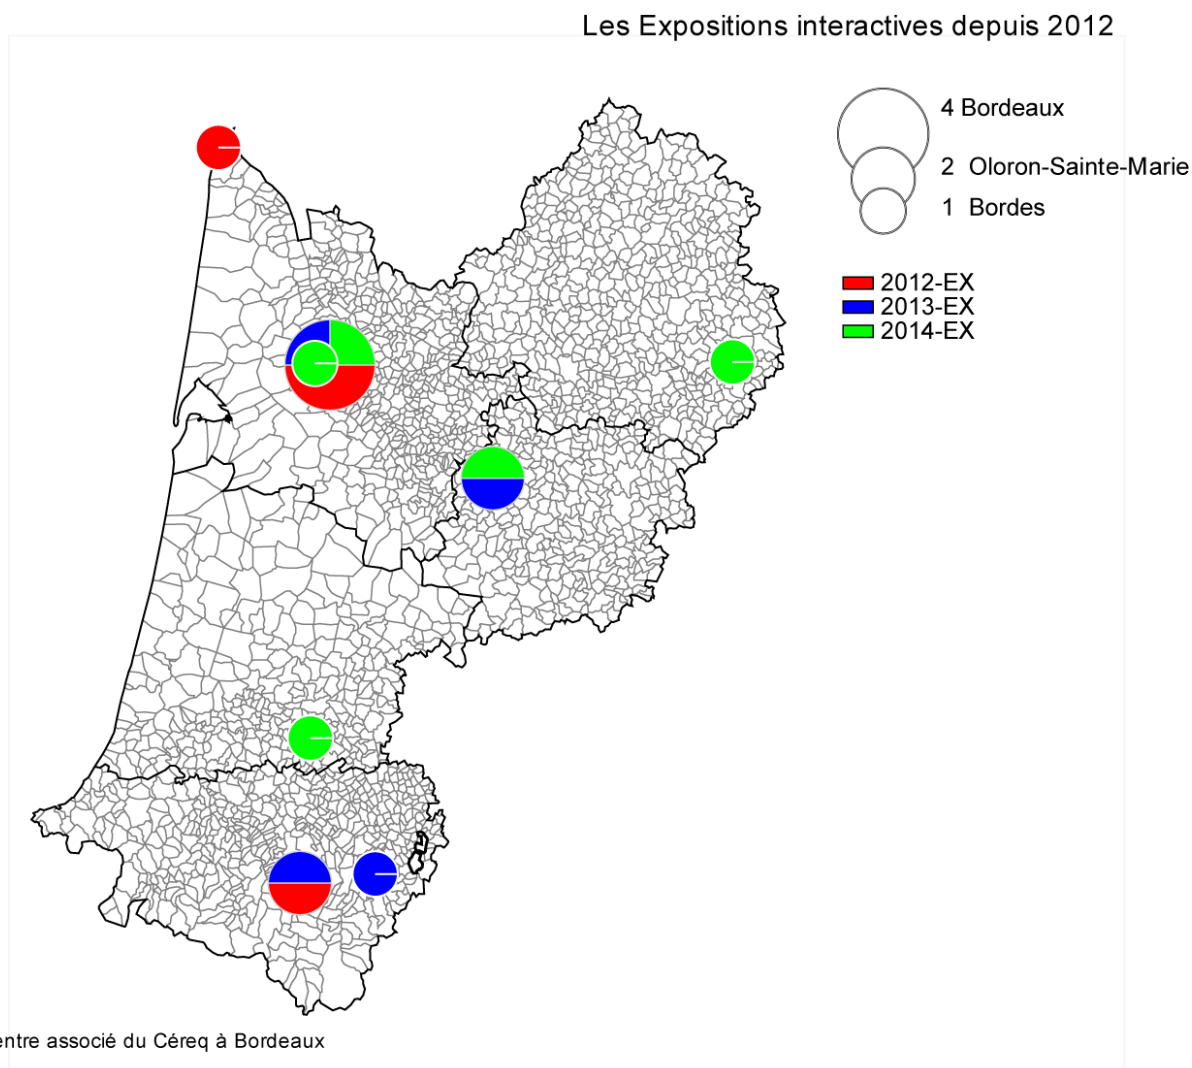 Les Expositions interactives depuis 2012
4 Bordeaux
2 Oloron-Sainte-Marie
1 Bordes
2012-EX
2013-EX
2014-EX
entre associé du Céreq à Bordeaux